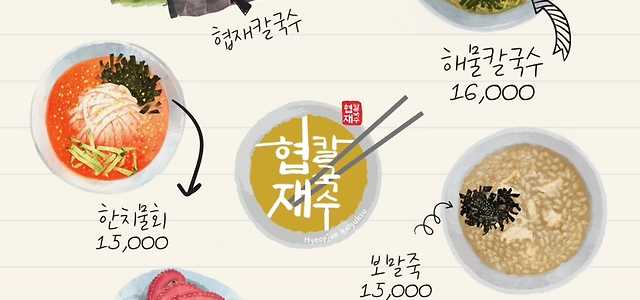 협재칼국수
해물칼국수
16,000
협재
칼국수
협재
칼국수
Hyeopjae Kalguksu
한치물회
15,000
보말죽
15,000